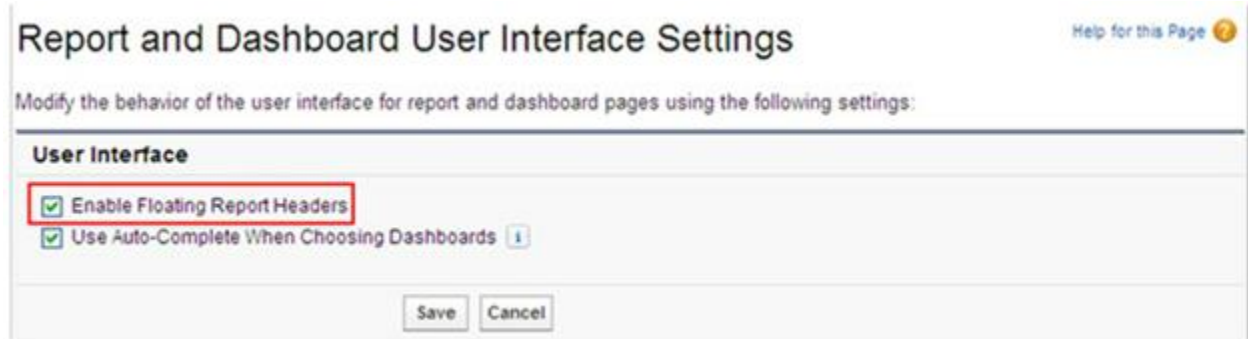 Report and Dashboard User Interface Settings
Help for this Page
Modify the behavior of the user interface for report and dashboard pages using the following settings:
User Interface
Enable Floating Report Headers
Use Auto-Complete When Choosing Dashboards i
Save Cancel